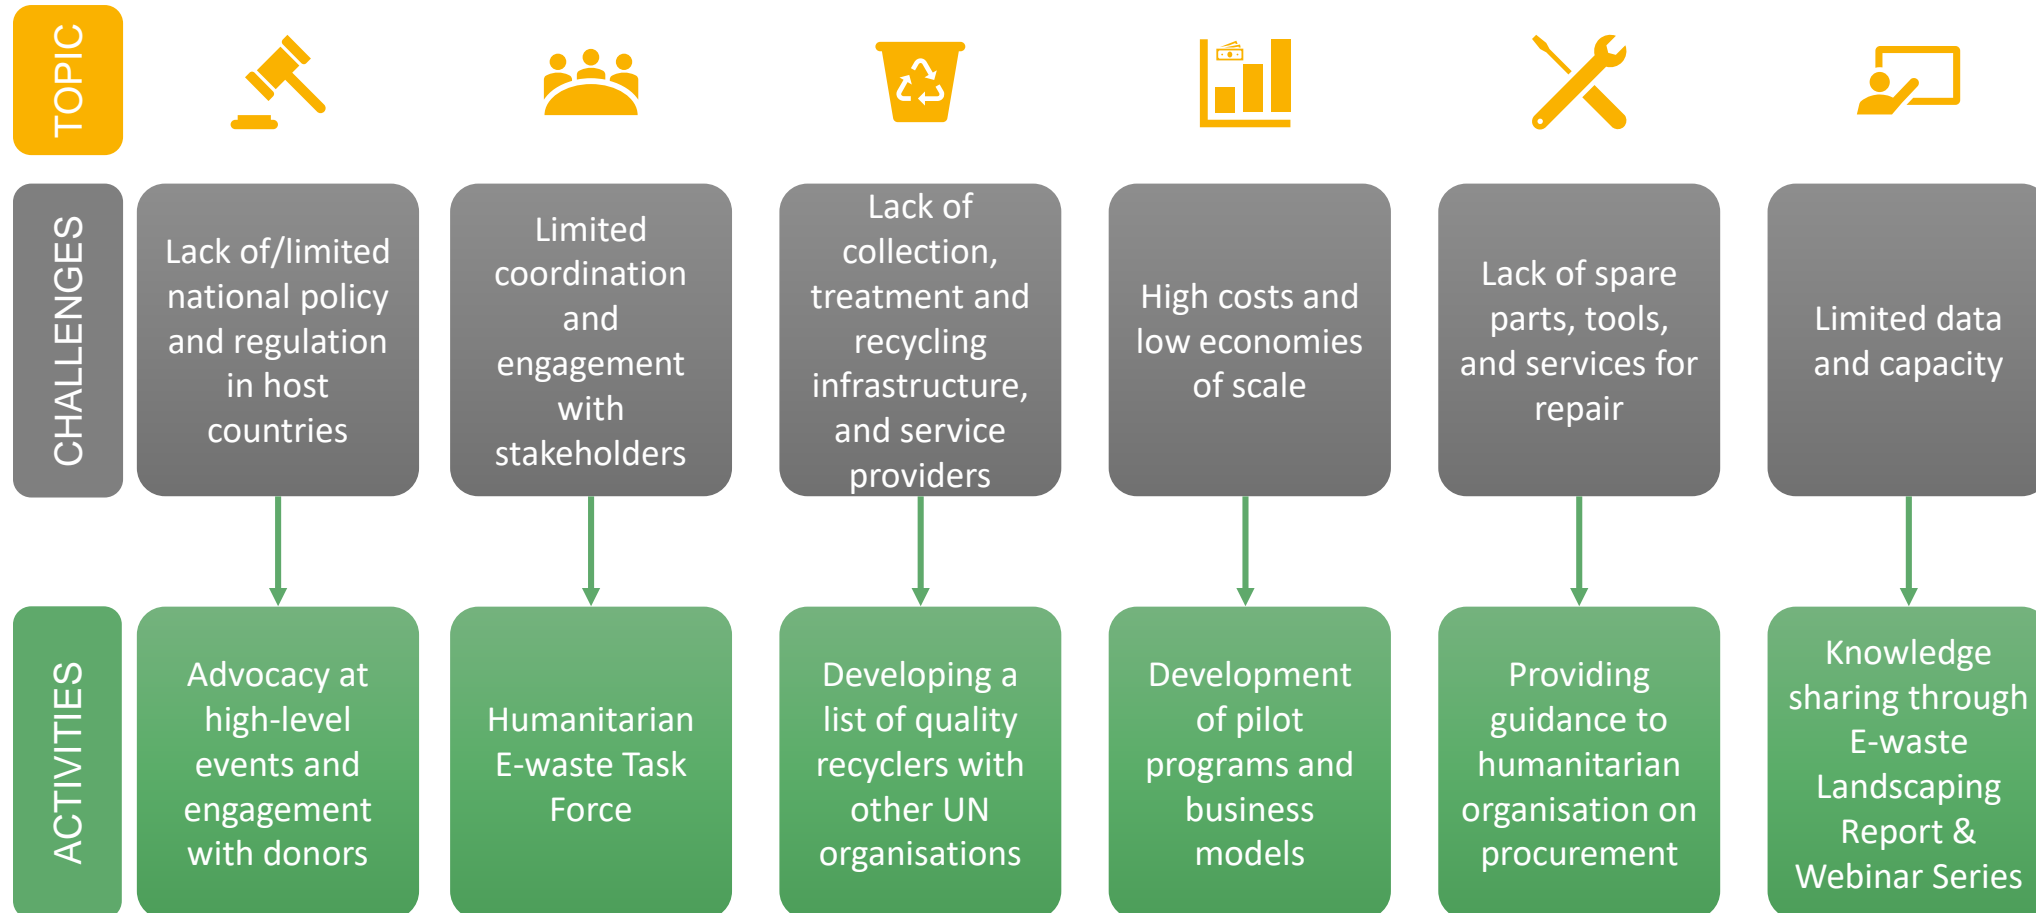 TOPIC
CHALLENGES
Lack of/limited
national policy
and regulation
in host
countries
Limited
coordination
and
engagement
with
stakeholders
Lack of
collection,
treatment and
recycling
infrastructure,
and service
providers
High costs and
low economies
of scale
Lack of spare
parts, tools,
and services for
repair
Limited data
and capacity
ACTIVITIES
Advocacy at
high-level
events and
engagement
with donors
Humanitarian
E-waste Task
Force
Developing a
list of quality
recyclers with
other UN
organisations
Development
of pilot
programs and
business
models
Providing
guidance to
humanitarian
organisation on
procurement
Knowledge
sharing through
E-waste
Landscaping
Report &
Webinar Series